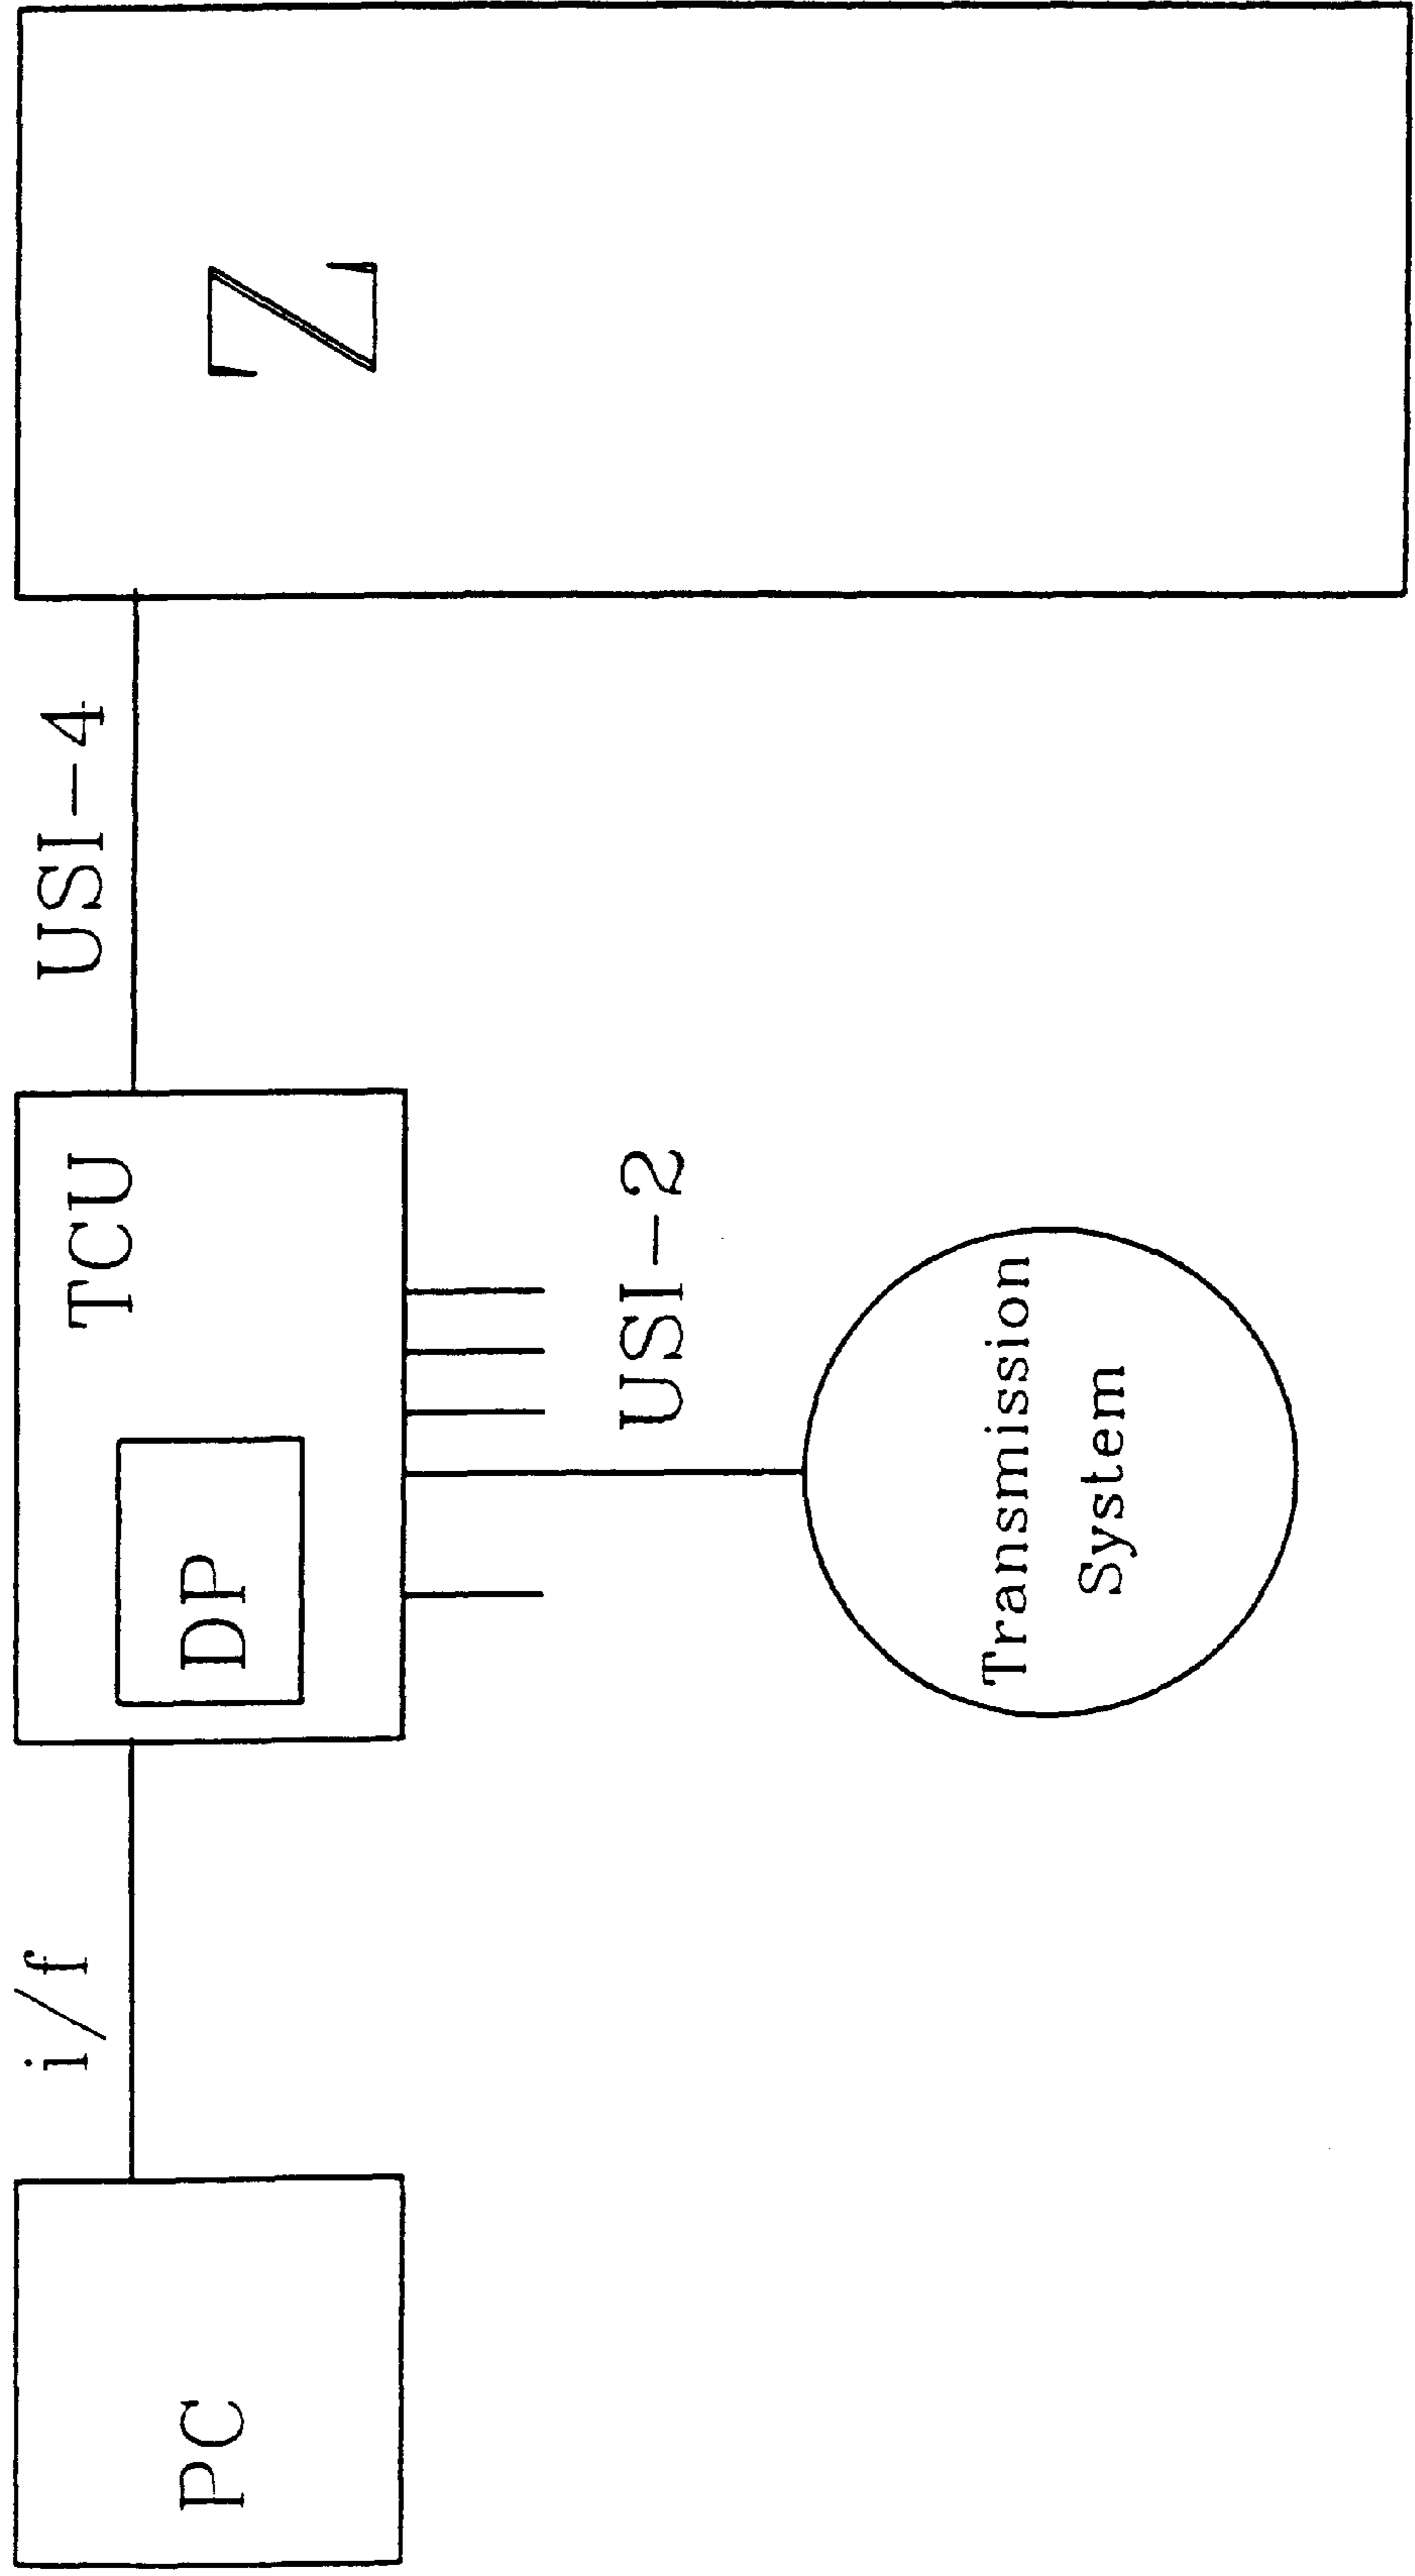 i/f
USI-4
TCU
PC
DP
Z
USI-2
Transmission
System